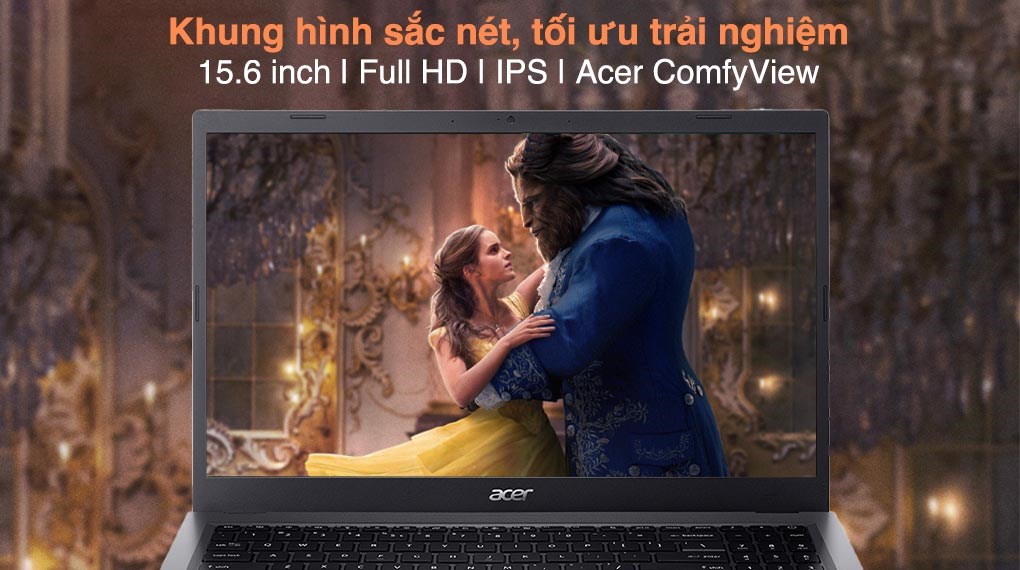 Khung hình sắc nét, tối ưu trải nghiệm
15.6 inch l Full HD l IPS l Acer ComfyView
acer